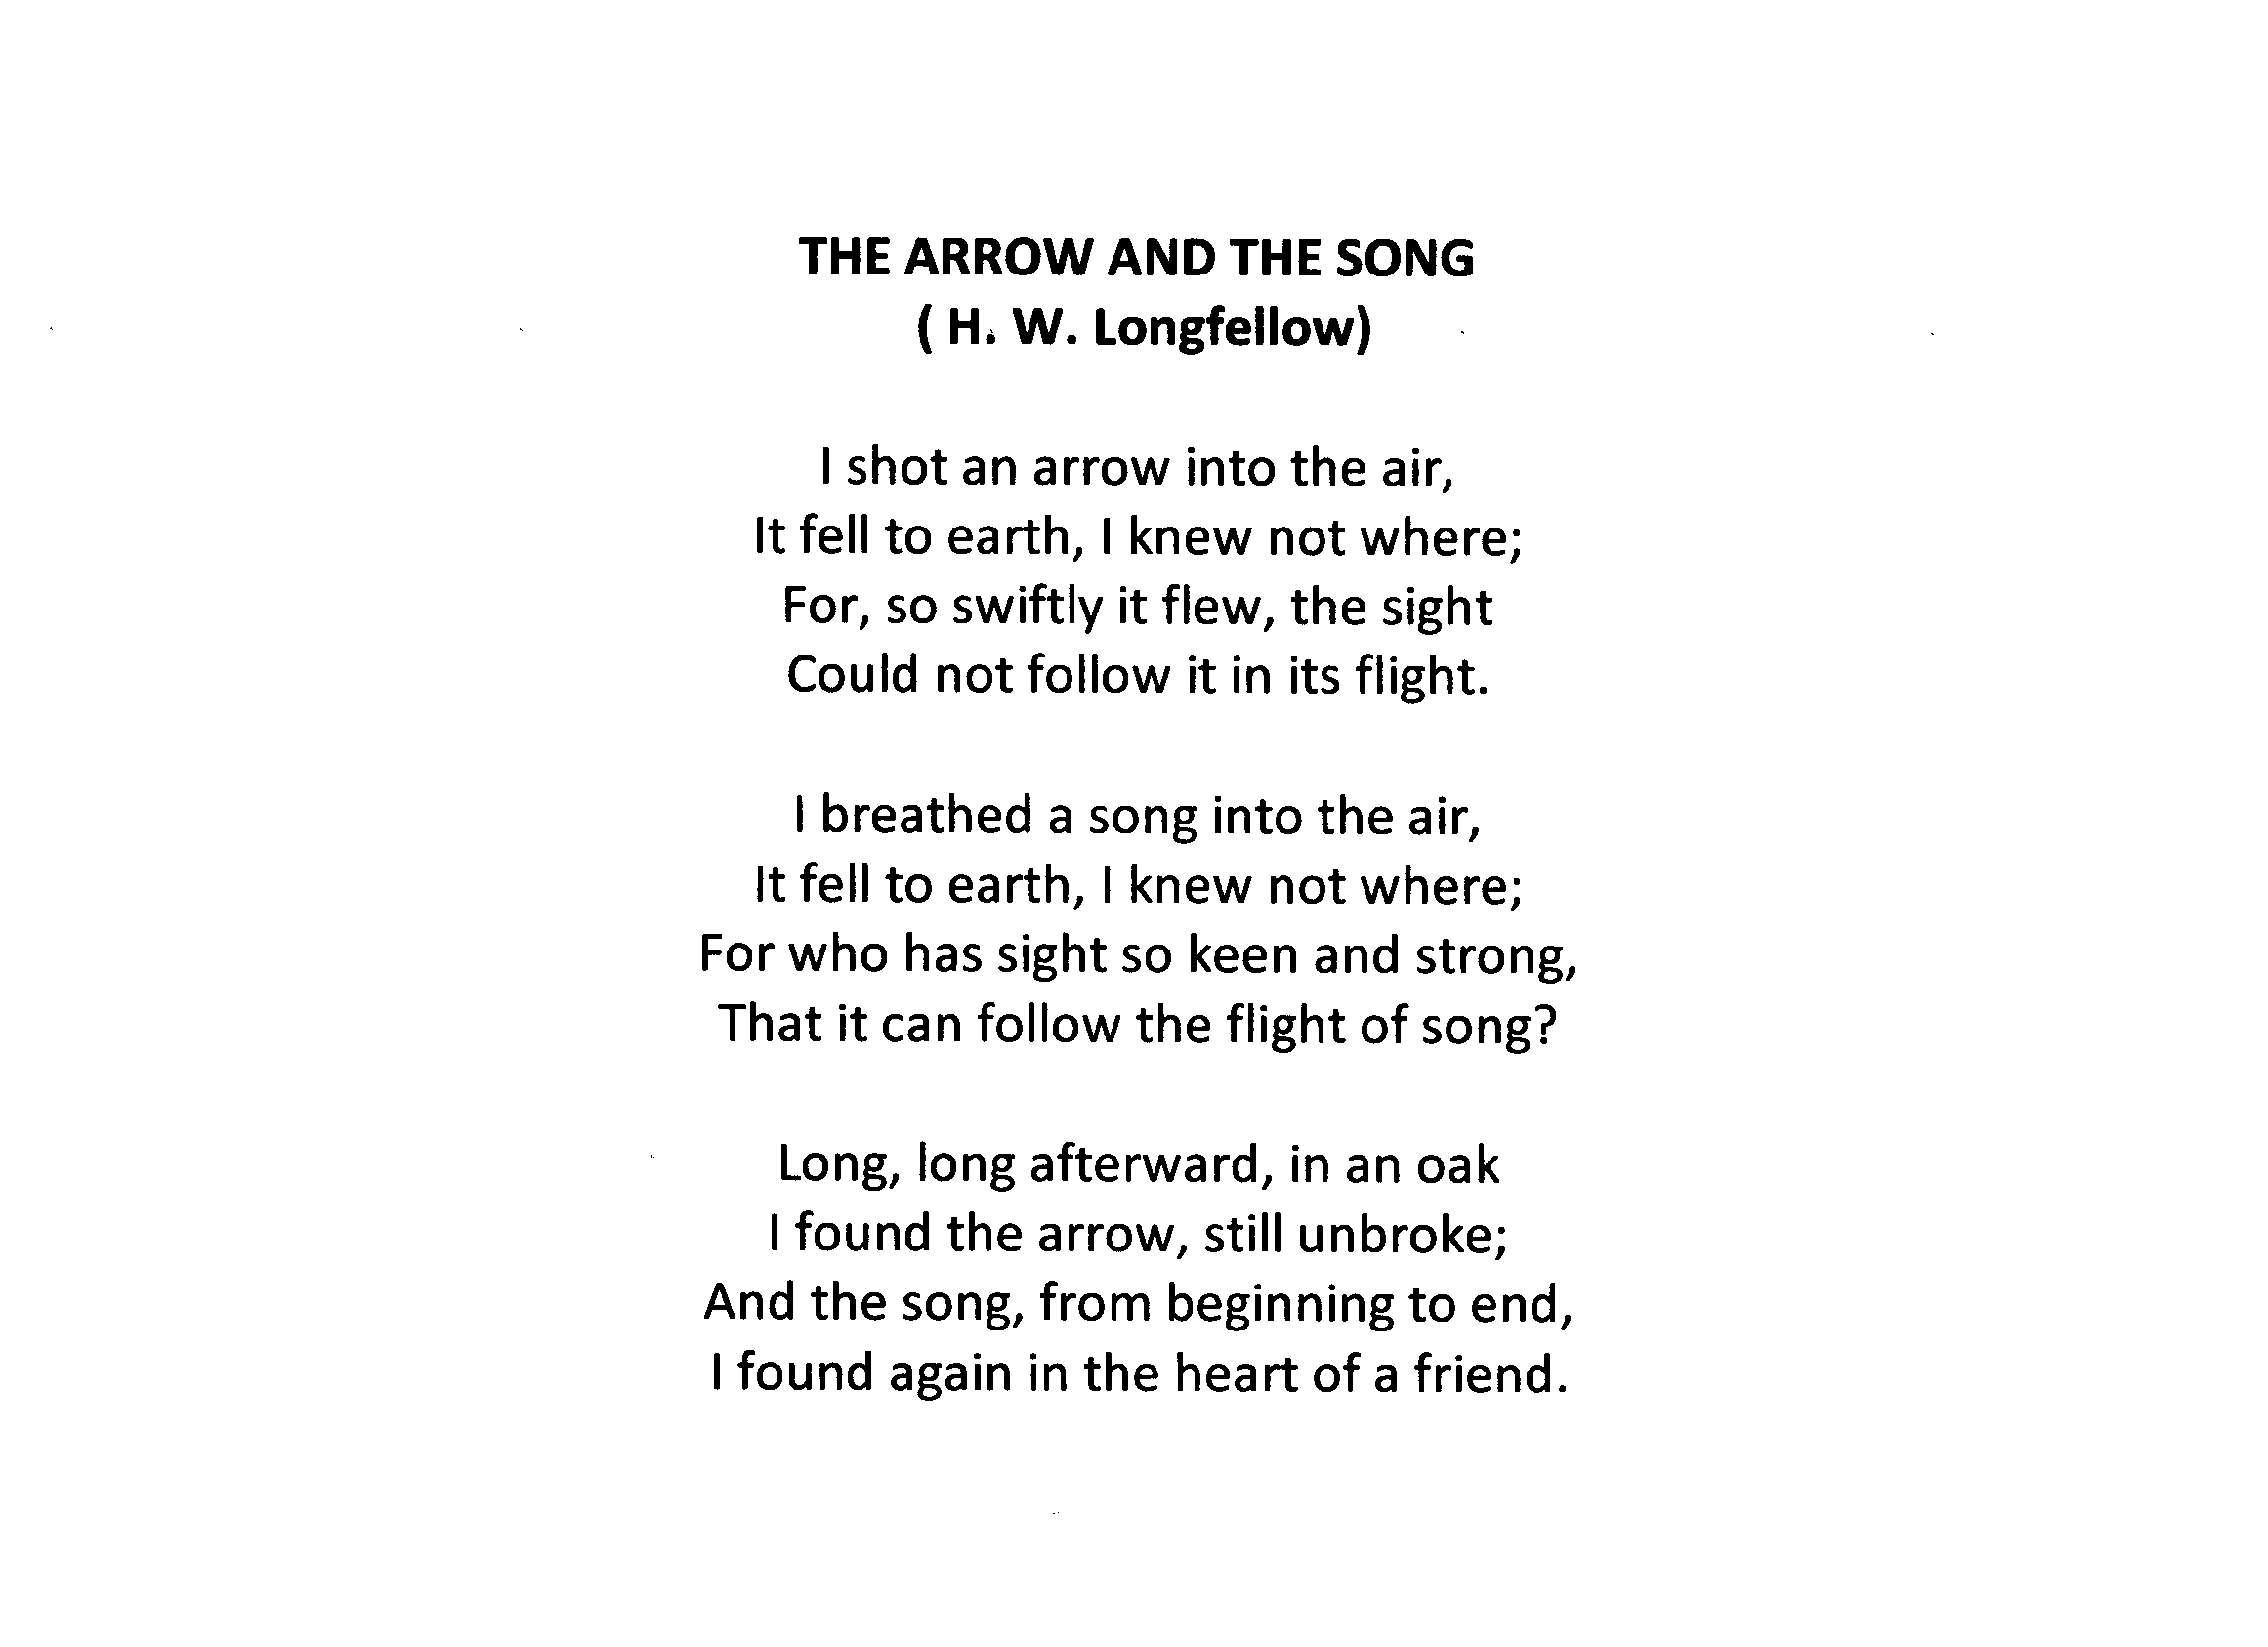 THE ARROW AND THE SONG
( H. W. Longfellow)
I shot an arrow into the air,
It fell to earth, I knew not where;
For, so swiftly it flew, the sight
Could not follow it in its flight.
I breathed a song into the air,
It fell to earth, I knew not where;
For who has sight so keen and strong,
That it can follow the flight of song?
Long, long afterward, in an oak
I found the arrow, still unbroke;
And the song, from beginning to end,
I found again in the heart of a friend.